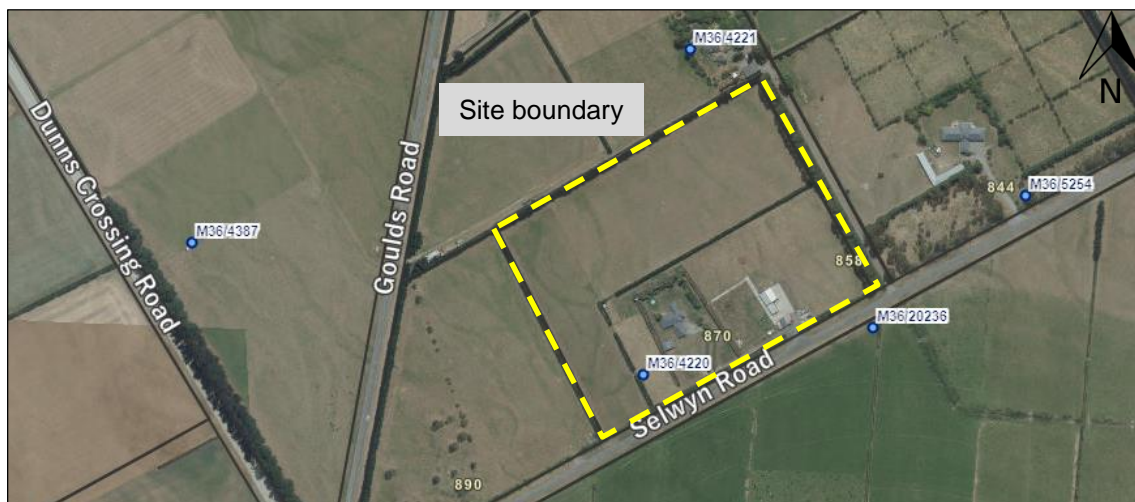 M36/4221
N
Site boundary
Dunns Crossing Road
Goulds Road
M36/4387
844
M36/5254
858
M36/20236
870
M36/4220
Selwyn Road
890